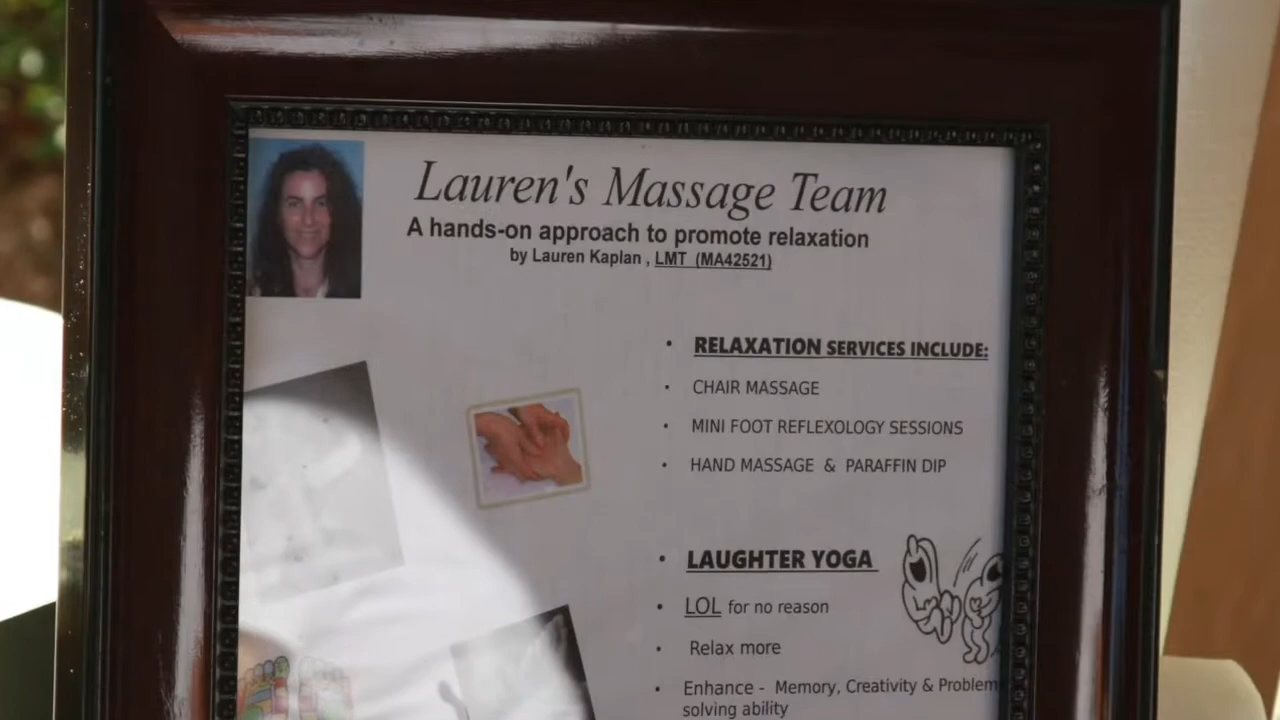 Lauren's Massage Team
A hands-on approach to promote relaxation
by Lauren Kaplan , LMT (MA42521)
• RELAXATION SERVICES INCLUDE:
• CHAIR MASSAGE
• MINI FOOT REFLEXOLOGY SESSIONS
• HAND MASSAGE & PARAFFIN DIP
• LAUGHTER YOGA
• LOL for no reason
• Relax more
• Enhance - Memory, Creativity & Problem
solving ability